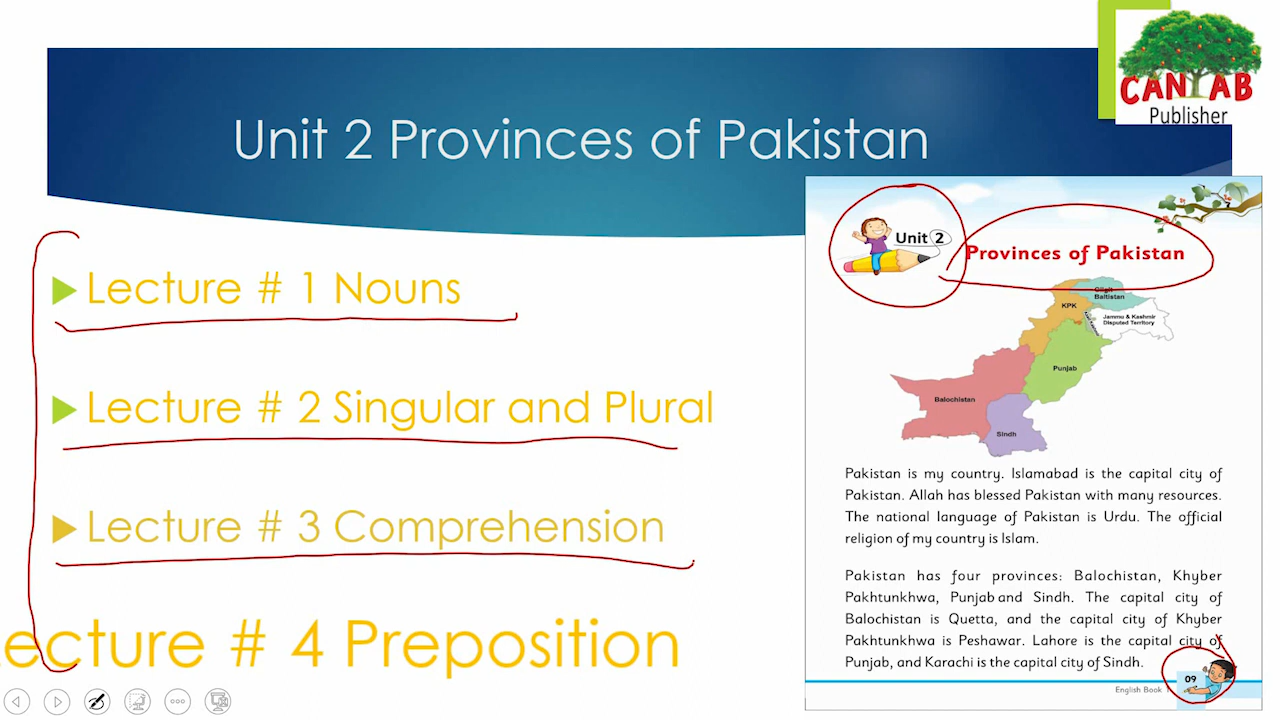 CANTAB
Publisher
Unit 2 Provinces of Pakistan
Lecture # 1 Nouns
Lecture # 2 Singular and Plural
Lecture # 3 Comprehension
ecture # 4 Preposition
Unit 2
Provinces of Pakistan
Gilgit
Baltistan
KPK
Jammu & Kashmir
Disputed Territory
Punjab
Balochistan
Sindh
Pakistan is my country. Islamabad is the capital city of
Pakistan. Allah has blessed Pakistan with many resources.
The national language of Pakistan is Urdu. The official
religion of my country is Islam.
Pakistan has four provinces: Balochistan, Khyber
Pakhtunkhwa, Punjab and Sindh. The capital city of
Balochistan is Quetta, and the capital city of Khyber
Pakhtunkhwa is Peshawar. Lahore is the capital city of
Punjab, and Karachi is the capital city of Sindh.
09
English Book